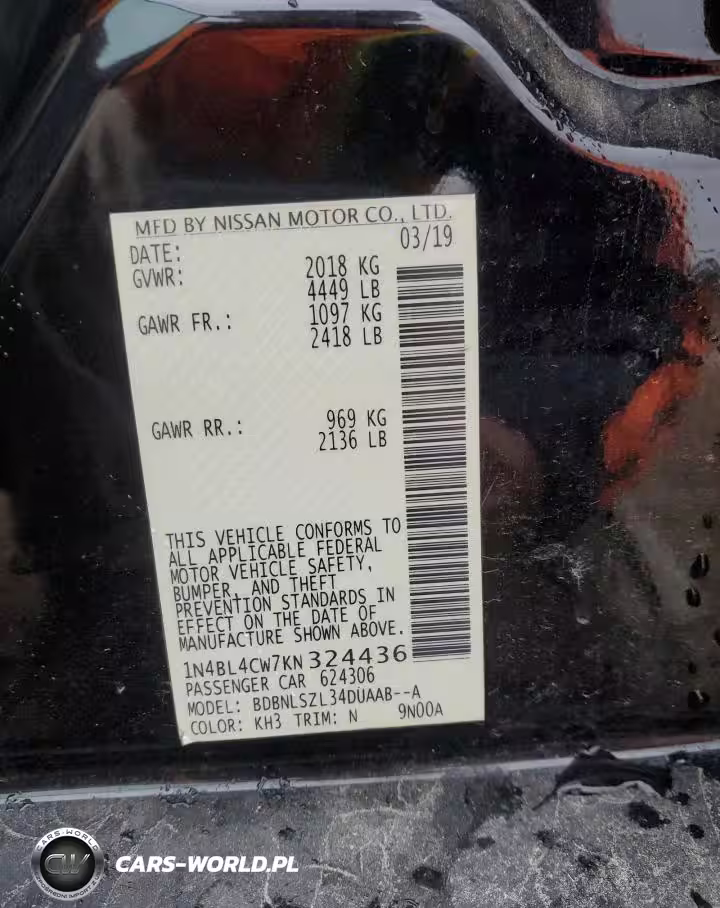 MFD BY NISSAN MOTOR CO., LTD.
DATE: 03/19
GVWR: 2018 KG
4449 LB
GAWR FR.: 1097 KG
2418 LB
GAWR RR.: 969 KG
2136 LB
THIS VEHICLE CONFORMS TO
ALL APPLICABLE FEDERAL
MOTOR VEHICLE SAFETY,
BUMPER, AND THEFT
PREVENTION STANDARDS IN
EFFECT ON THE DATE OF
MANUFACTURE SHOWN ABOVE.
1N4BL4CW7KN324436
PASSENGER CAR 624306
MODEL: BDBNLSZL34DUAAB--A
COLOR: KH3 TRIM: N 9N00A
CARS-WORLD
CW
CARS-WORLD.PL